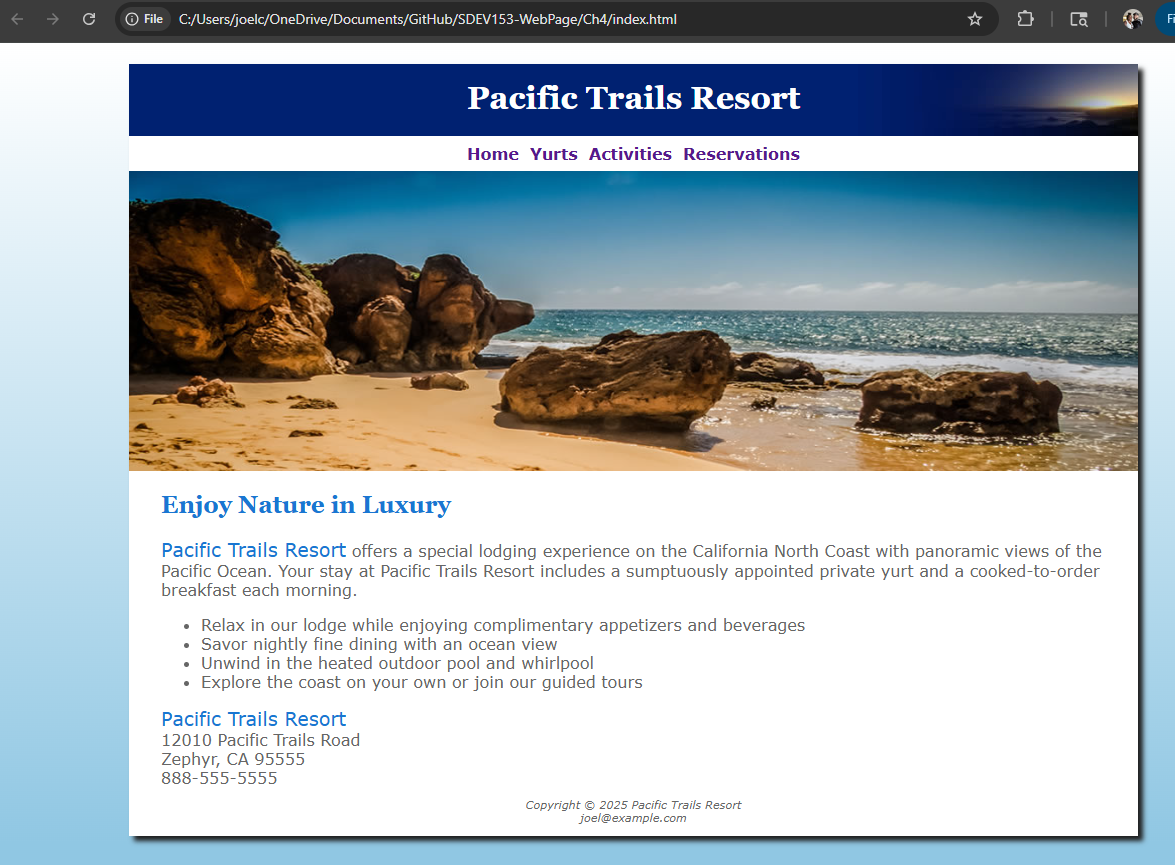 File C:/Users/joelc/OneDrive/Documents/GitHub/SDEV153-WebPage/Ch4/index.html
Pacific Trails Resort
Home Yurts Activities Reservations
Enjoy Nature in Luxury
Pacific Trails Resort offers a special lodging experience on the California North Coast with panoramic views of the
Pacific Ocean. Your stay at Pacific Trails Resort includes a sumptuously appointed private yurt and a cooked-to-order
breakfast each morning.
• Relax in our lodge while enjoying complimentary appetizers and beverages
• Savor nightly fine dining with an ocean view
• Unwind in the heated outdoor pool and whirlpool
• Explore the coast on your own or join our guided tours
Pacific Trails Resort
12010 Pacific Trails Road
Zephyr, CA 95555
888-555-5555
Copyright © 2025 Pacific Trails Resort
joel@example.com